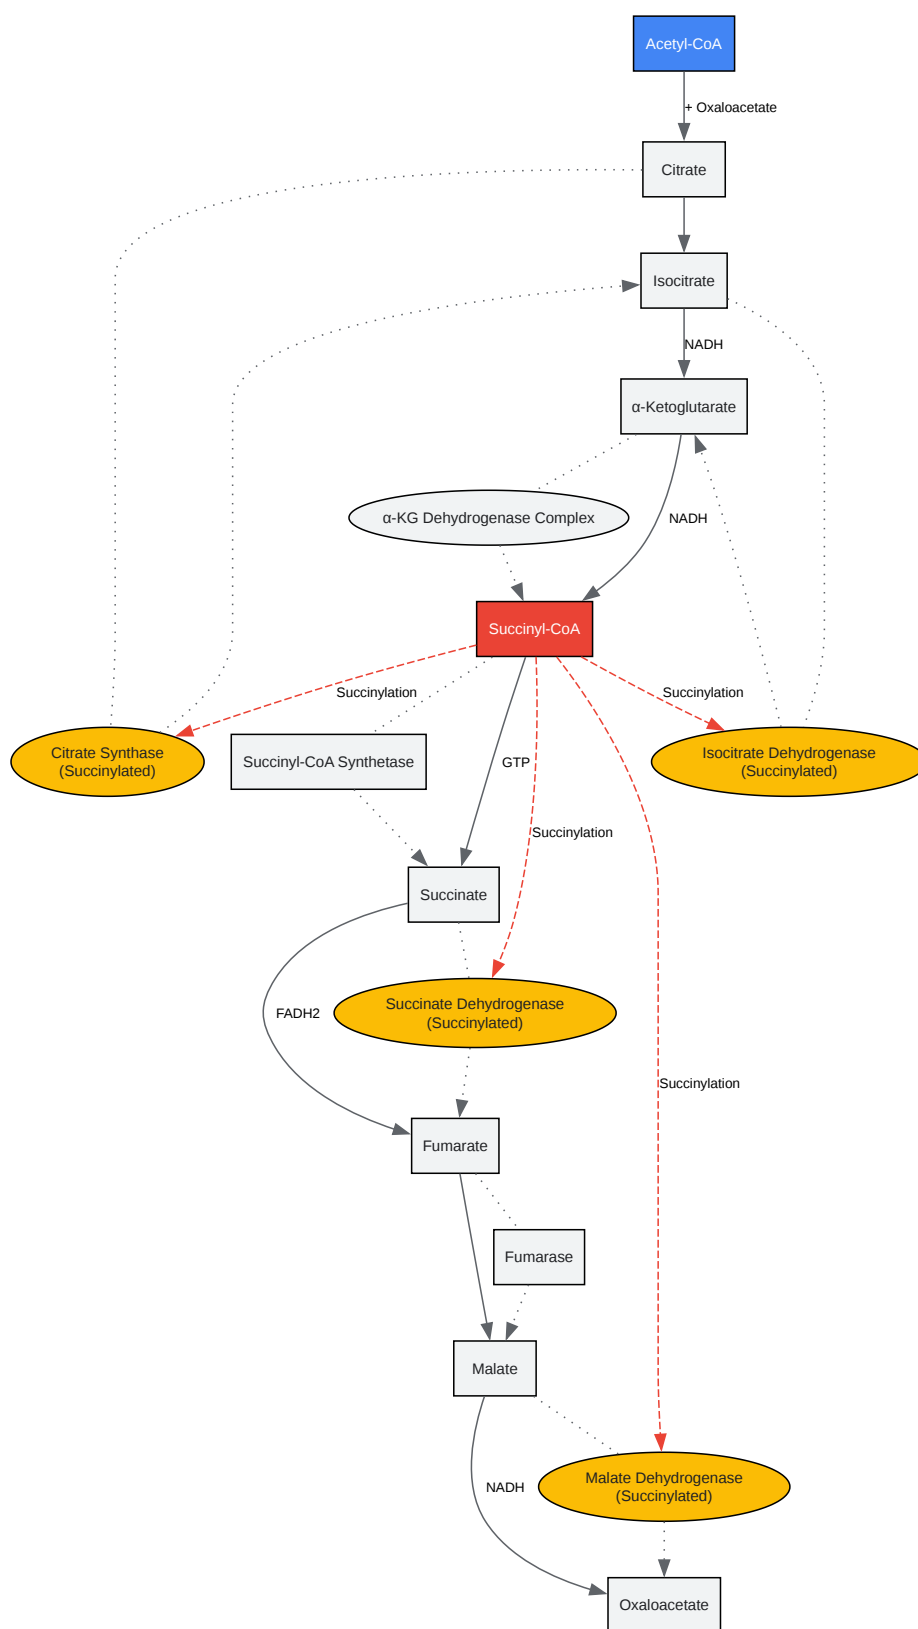 Acetyl-CoA
+ Oxaloacetate
Citrate
Isocitrate
NADH
α-Ketoglutarate
α-KG Dehydrogenase Complex
NADH
Succinyl-CoA
Succinylation
Succinylation
Citrate Synthase
(Succinylated)
Succinyl-CoA Synthetase
GTP
Isocitrate Dehydrogenase
(Succinylated)
Succinylation
Succinate
Succinate Dehydrogenase
(Succinylated)
FADH2
Succinylation
Fumarate
Fumarase
Malate
Malate Dehydrogenase
(Succinylated)
NADH
Oxaloacetate